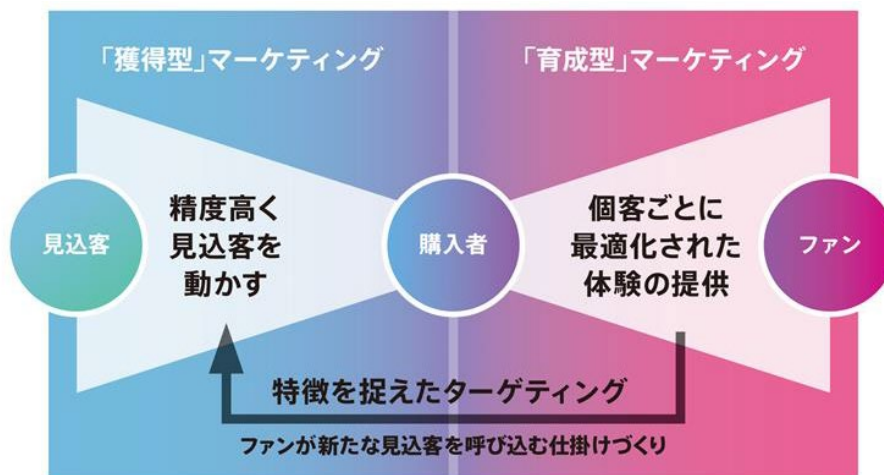 「獲得型」マーケティング
「育成型」マーケティング
見込客
精度高く
見込客を
動かす
購入者
個客ごとに
最適化された
体験の提供
ファン
特徴を捉えたターゲティング
ファンが新たな見込客を呼び込む仕掛けづくり